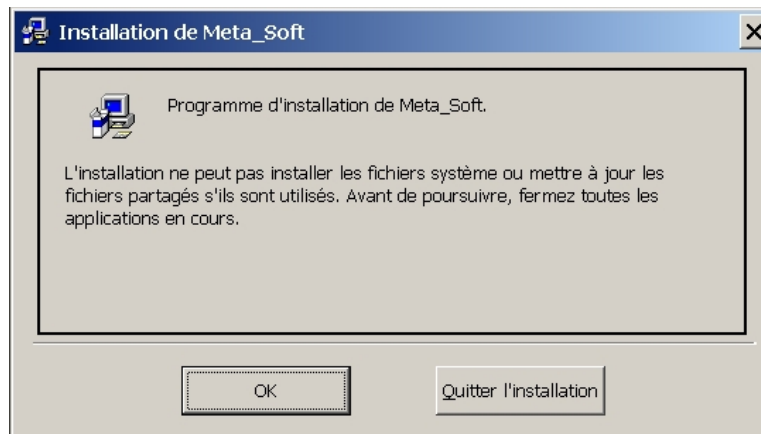 Installation de Meta_Soft
Programme d'installation de Meta_Soft.
L'installation ne peut pas installer les fichiers système ou mettre à jour les
fichiers partagés s'ils sont utilisés. Avant de poursuivre, fermez toutes les
applications en cours.
OK
Quitter l'installation